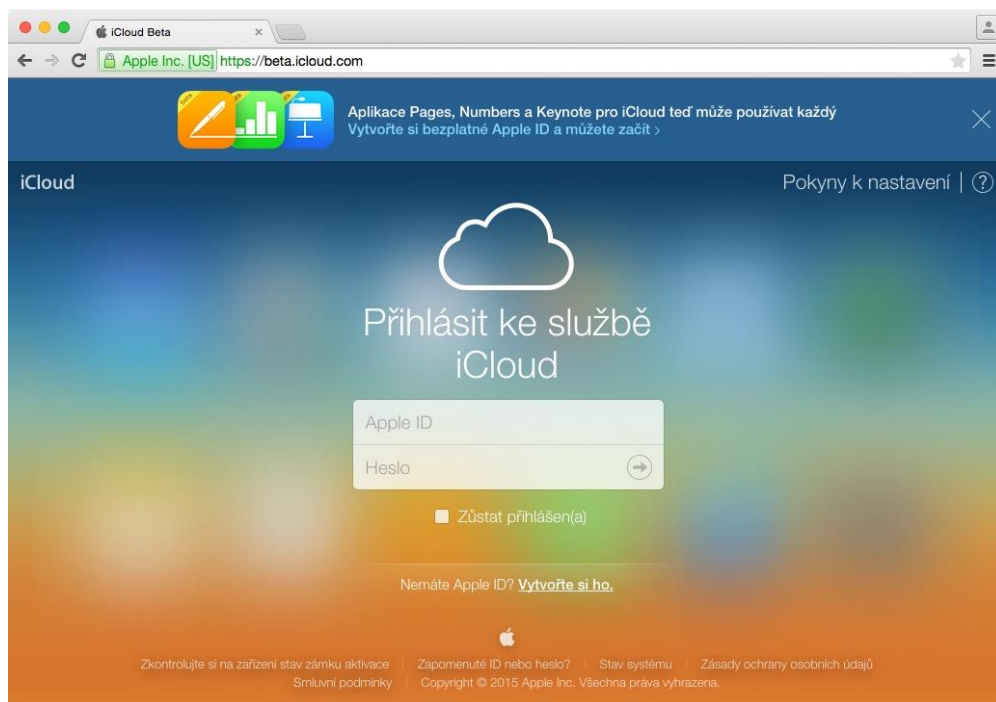 iCloud Beta
Apple Inc. [US] https://beta.icloud.com
Aplikace Pages, Numbers a Keynote pro iCloud teď může používat každý
Vytvořte si bezplatné Apple ID a můžete začít >
iCloud
Pokyny k nastavení | ?
Přihlásit ke službě
iCloud
Apple ID
Heslo
Zůstat přihlášen(a)
Nemáte Apple ID? Vytvořte si ho.
Zkontrolujte si na zařízení stav zámku aktivace | Zapomenuté ID nebo heslo? | Stav systému | Zásady ochrany osobních údajů
Smluvní podmínky | Copyright © 2015 Apple Inc. Všechna práva vyhrazena.